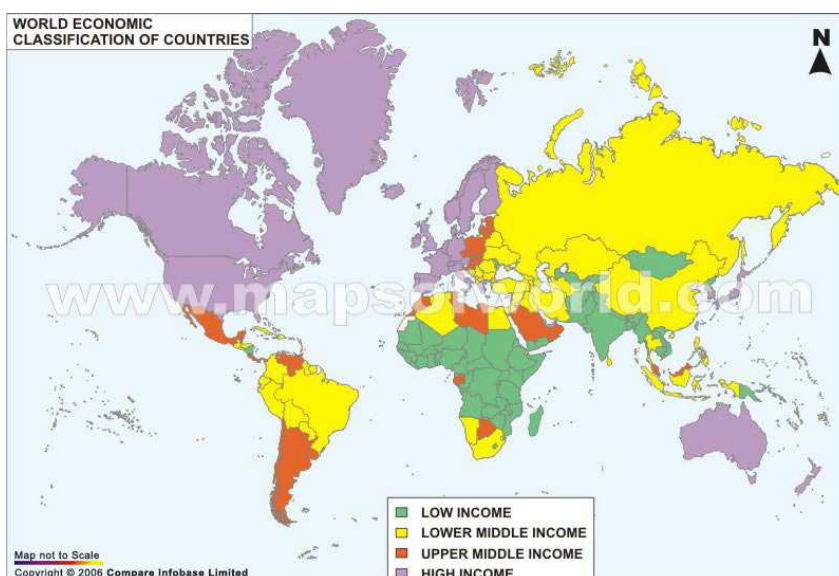 WORLD ECONOMIC
CLASSIFICATION OF COUNTRIES
N
www.mapsofworld.com
LOW INCOME
LOWER MIDDLE INCOME
UPPER MIDDLE INCOME
HIGH INCOME
Map not to Scale
Copyright © 2006 Compare Infobase Limited